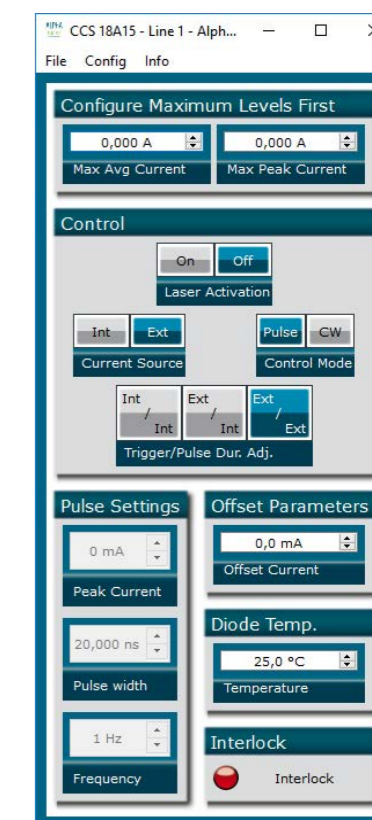 CCS 18A15 - Line 1 - Alph...
File Config Info
Configure Maximum Levels First
0,000 A 0,000 A
Max Avg Current Max Peak Current
Control
On Off
Laser Activation
Int Ext Pulse CW
Current Source Control Mode
Int / Int Ext / Int Ext / Ext
Trigger/Pulse Dur. Adj.
Pulse Settings
0 mA
Peak Current
20,000 ns
Pulse width
1 Hz
Frequency
Offset Parameters
0,0 mA
Offset Current
Diode Temp.
25,0 °C
Temperature
Interlock
Interlock